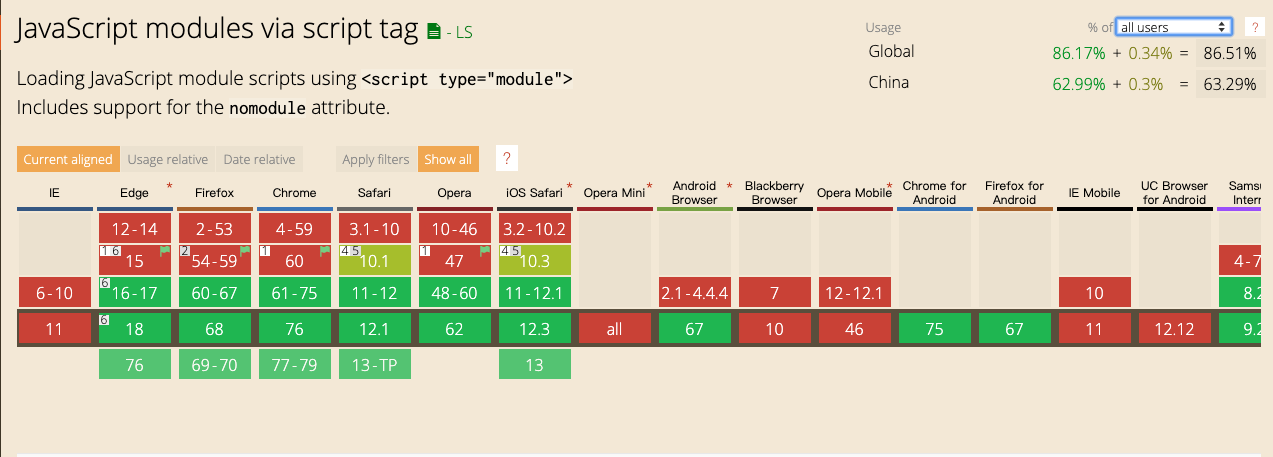 JavaScript modules via script tag - LS
Usage % of all users ?
Global 86.17% + 0.34% = 86.51%
China 62.99% + 0.3% = 63.29%
Loading JavaScript module scripts using <script type="module">
Includes support for the nomodule attribute.
Current aligned Usage relative Date relative Apply filters Show all ?
IE Edge * Firefox Chrome Safari Opera iOS Safari * Opera Mini * Android Browser * Blackberry Browser Opera Mobile * Chrome for Android Firefox for Android IE Mobile UC Browser for Android Samsu Intern
12-14 2-53 4-59 3.1-10 10-46 3.2-10.2
1 6 15 2 54-59 1 60 4 5 10.1 1 47 4 5 10.3 4-7
6-10 6 16-17 60-67 61-75 11-12 48-60 11-12.1 2.1-4.4.4 7 12-12.1 10 8.2
11 6 18 68 76 12.1 62 12.3 all 67 10 46 75 67 11 12.12 9.2
76 69-70 77-79 13-TP 13